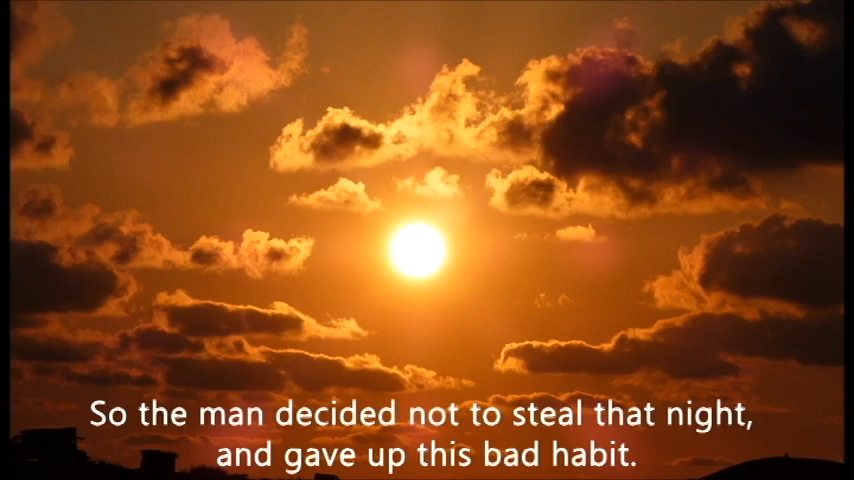 So the man decided not to steal that night,
and gave up this bad habit.